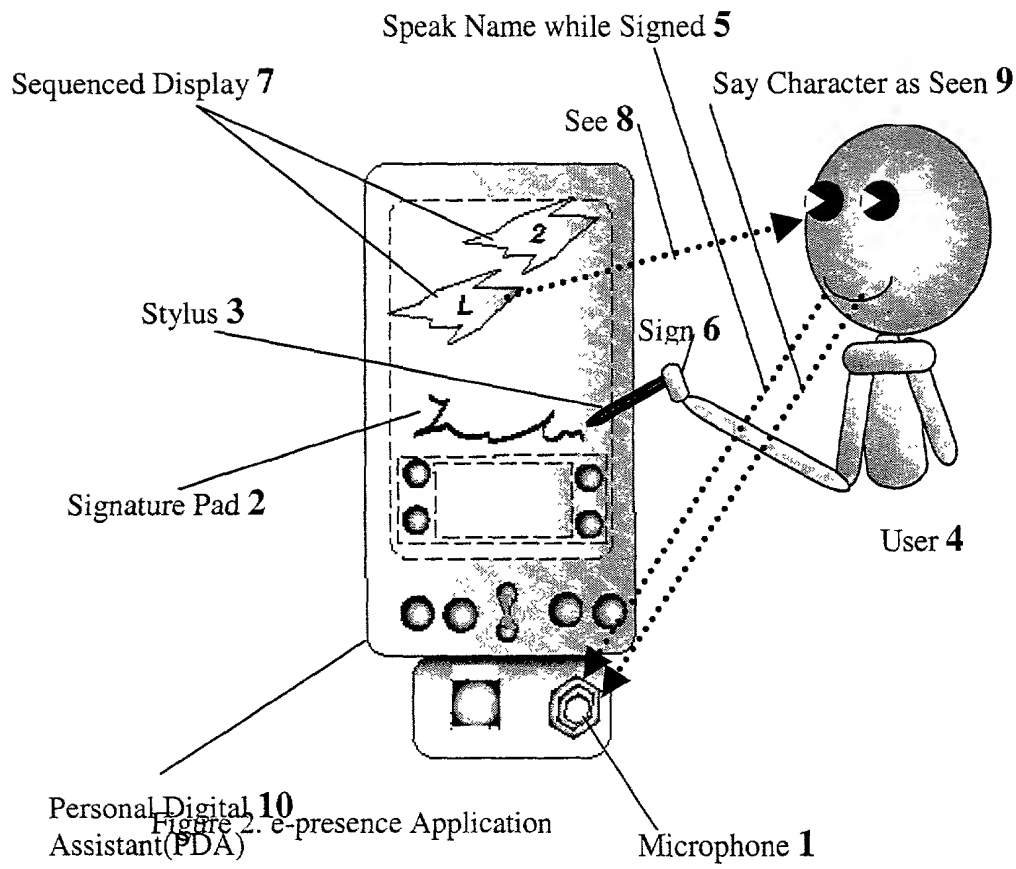 Speak Name while Signed 5
Sequenced Display 7
Say Character as Seen 9
See 8
2
L
Stylus 3
Sign 6
Signature Pad 2
User 4
Personal Digital 10
Assistant(PDA)
Figure 2. e-presence Application
Microphone 1